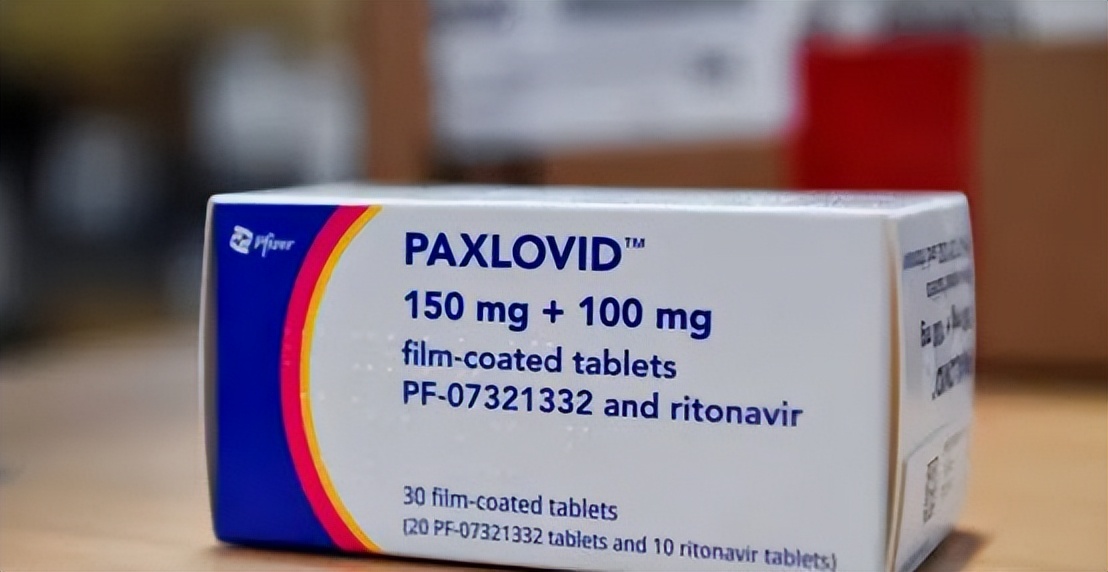 Pfizer
PAXLOVID™
150 mg + 100 mg
film-coated tablets
PF-07321332 and ritonavir
30 film-coated tablets
(20 PF-07321332 tablets and 10 ritonavir tablets)